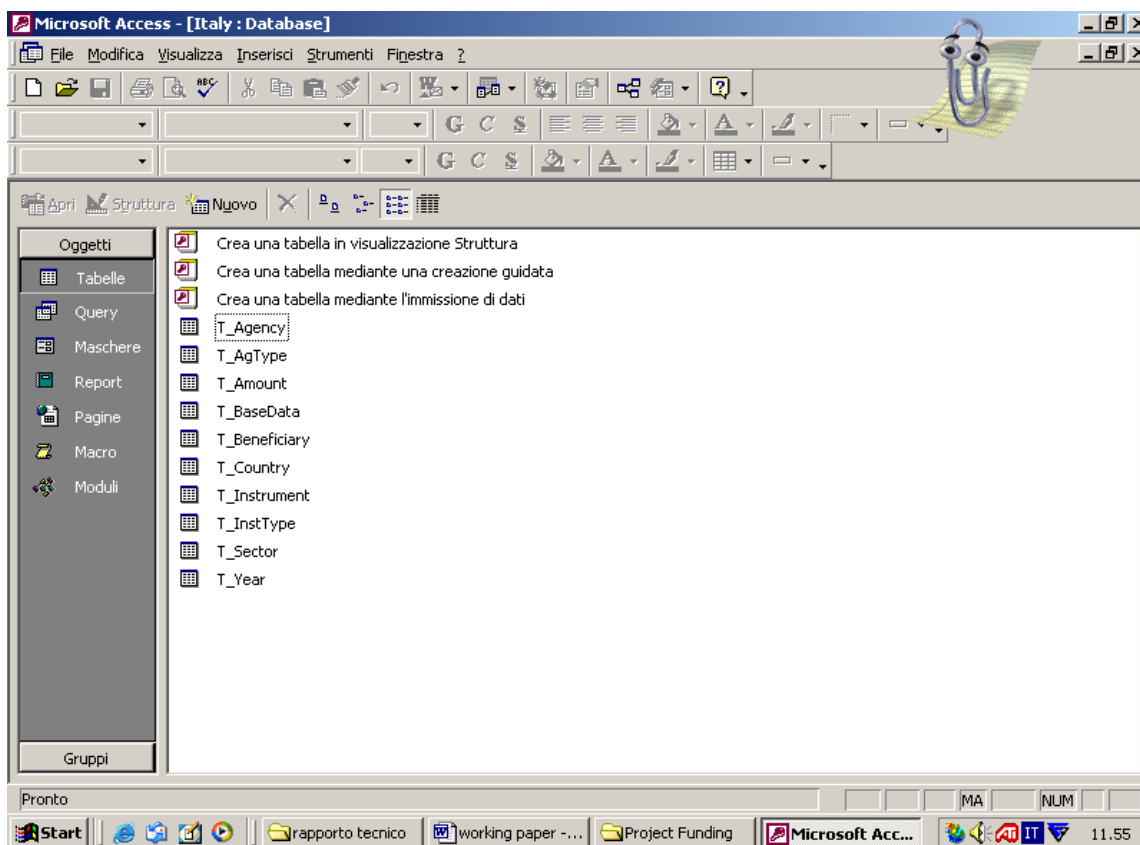 Microsoft Access - [Italy : Database]
File Modifica Visualizza Inserisci Strumenti Finestra ?
ABC
G C S A
G C S A
Apri Struttura Nuovo
Oggetti
Tabelle
Query
Maschere
Report
Pagine
Macro
Moduli
Gruppi
Crea una tabella in visualizzazione Struttura
Crea una tabella mediante una creazione guidata
Crea una tabella mediante l'immissione di dati
T_Agency
T_AgType
T_Amount
T_BaseData
T_Beneficiary
T_Country
T_Instrument
T_InstType
T_Sector
T_Year
Pronto MA NUM
Start rapporto tecnico working paper -... Project Funding Microsoft Acc... IT 11.55